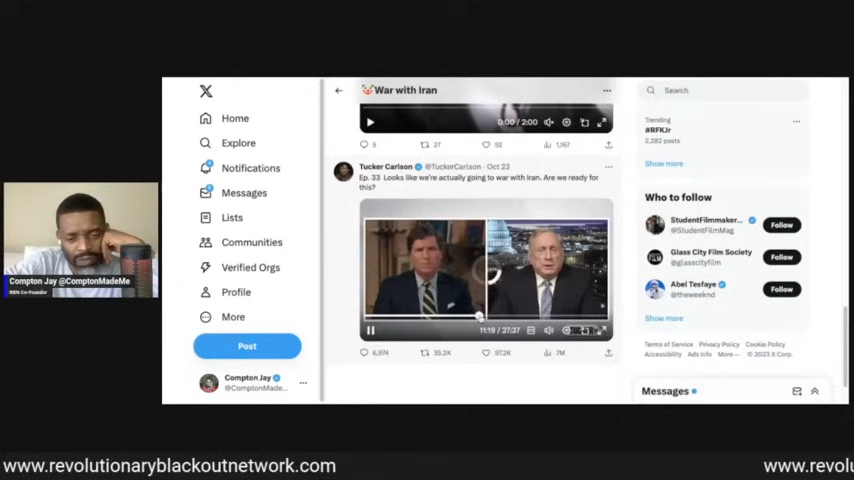 Home
Explore
Notifications
Messages
Lists
Communities
Verified Orgs
Profile
More
Post
Compton Jay
@ComptonMade...
🤡War with Iran
0:00 / 2:00
5
27
52
1,167
Tucker Carlson @TuckerCarlson · Oct 23
Ep. 33 Looks like we're actually going to war with Iran. Are we ready for
this?
11:19 / 27:37
6,974
35.2K
97.2K
7M
Search
Trending
#RFKJr
2,282 posts
Show more
Who to follow
StudentFilmmaker...
@StudentFilmMag
Follow
Glass City Film Society
@glasscityfilm
Follow
Abel Tesfaye
@theweeknd
Follow
Show more
Terms of Service Privacy Policy Cookie Policy
Accessibility Ads info More ... © 2023 X Corp.
Messages
Compton Jay @ComptonMadeMe
RBN Co-Founder
www.revolutionaryblackoutnetwork.com
www.revolu